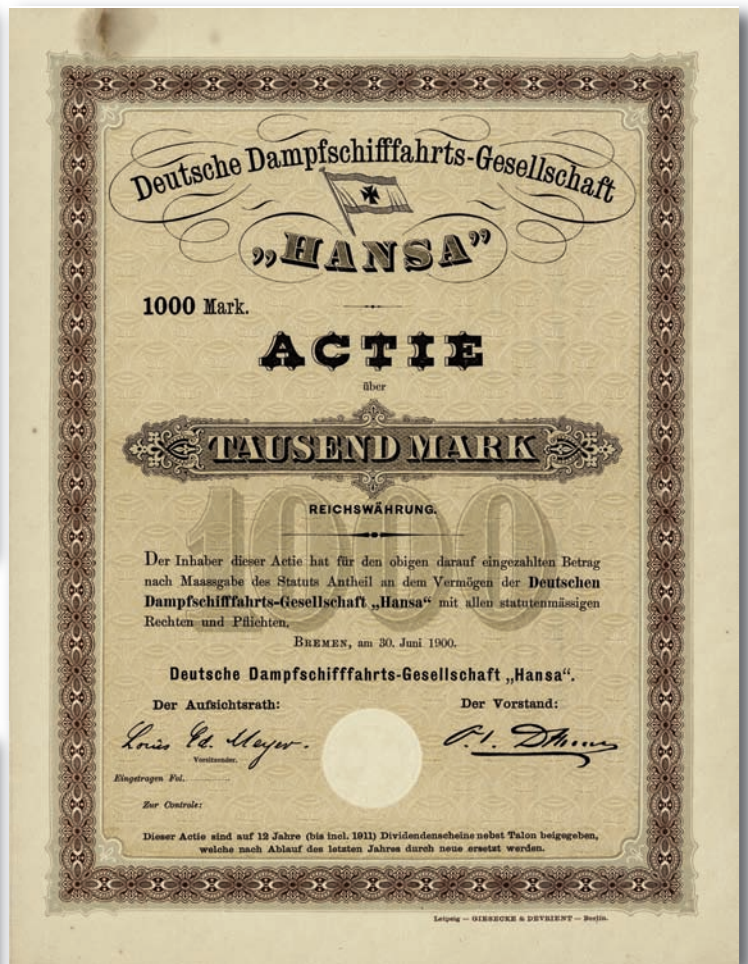 Deutsche Dampfschifffahrts-Gesellschaft
„HANSA”
1000 Mark.
ACTIE
über
TAUSEND MARK
1000
REICHSWÄHRUNG.
Der Inhaber dieser Actie hat für den obigen darauf eingezahlten Betrag
nach Maassgabe des Statuts Antheil an dem Vermögen der Deutschen
Dampfschifffahrts-Gesellschaft „Hansa“ mit allen statutenmässigen
Rechten und Pflichten.
BREMEN, am 30. Juni 1900.
Deutsche Dampfschifffahrts-Gesellschaft „Hansa“.
Der Aufsichtsrath: Der Vorstand:
Louis Ed. Meyer.
Vorsitzender.
Eingetragen Fol.
Zur Controle:
Dieser Actie sind auf 12 Jahre (bis incl. 1911) Dividendenscheine nebst Talon beigegeben,
welche nach Ablauf des letzten Jahres durch neue ersetzt werden.
Leipzig — GIESECKE & DEVRIENT — Berlin.